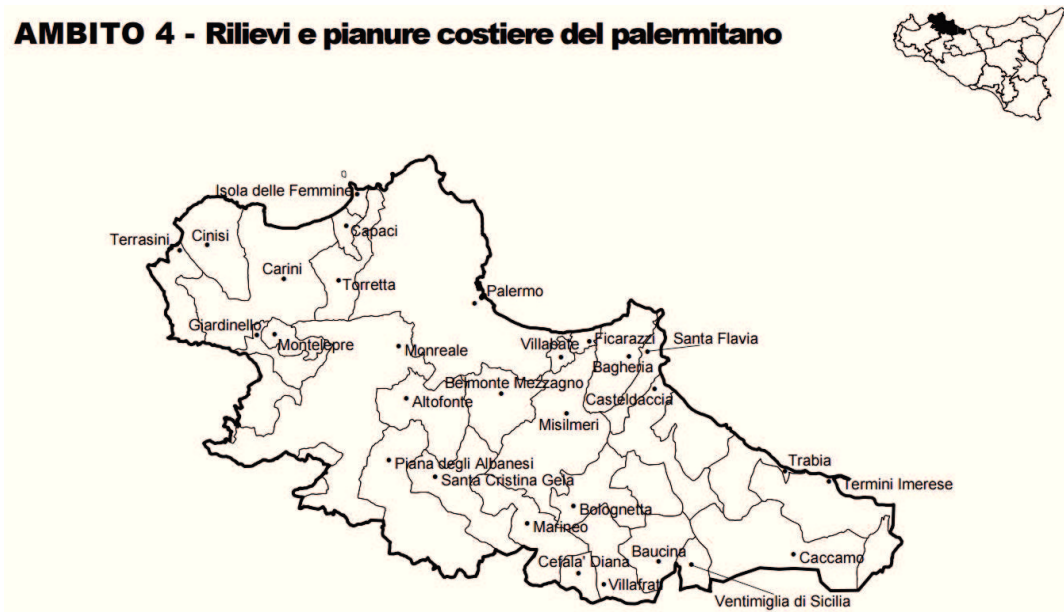 AMBITO 4 - Rilievi e pianure costiere del palermitano
Isola delle Femmine
Capaci
Terrasini
Cinisi
Carini
Torretta
Palermo
Giardinello
Montelepre
Monreale
Villabate
Ficarazzi
Santa Flavia
Bagheria
Belmonte Mezzagno
Altofonte
Casteldaccia
Misilmeri
Piana degli Albanesi
Santa Cristina Gela
Trabia
Termini Imerese
Bolognetta
Marineo
Baucina
Caccamo
Cefala' Diana
Villafrati
Ventimiglia di Sicilia